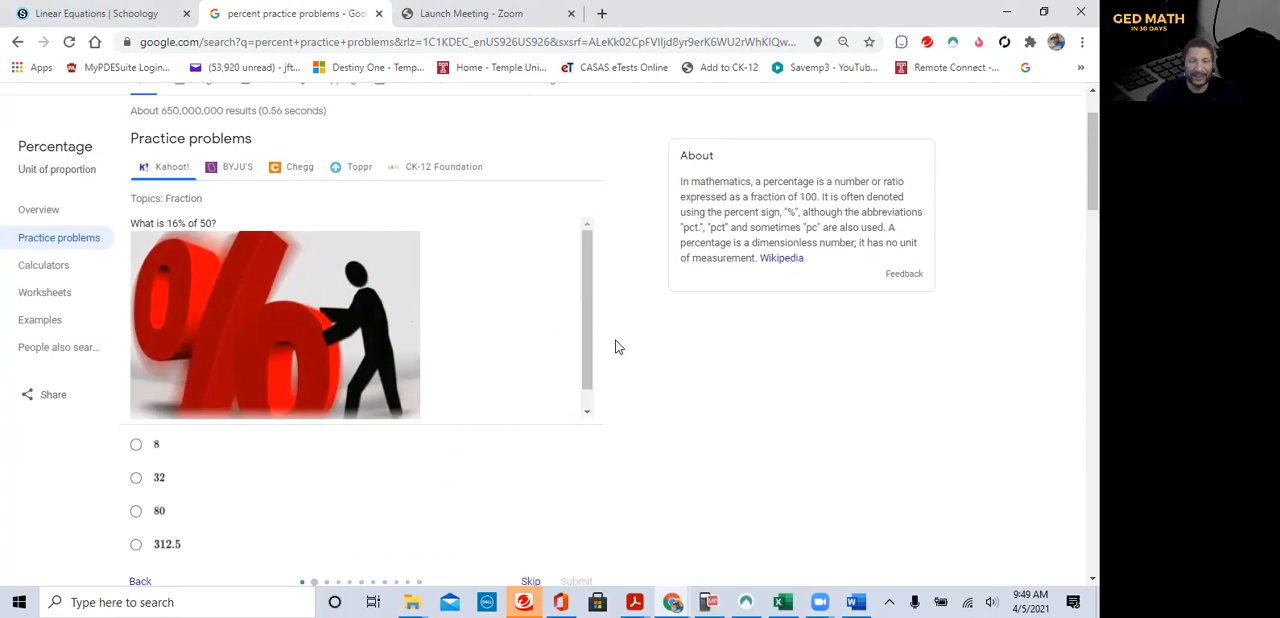 Linear Equations | Schoology
percent practice problems - Goo
Launch Meeting - Zoom
google.com/search?q=percent+practice+problems&rlz=1C1KDEC_enUS926US926&sxsrf=ALeKk02CpFVIIjd8yr9erK6WU2rWhKIQw...
Apps
MyPDESuite Login...
(53,920 unread) - jft...
Destiny One - Temp...
Home - Texthe Uni...
CASAS eTests Online
Add to CK-12
Savemp3 - YouTub...
Remote Connect -...
»
GED MATH
IN 30 DAYS
About 650,000,000 results (0.56 seconds)
Percentage
Unit of proportion
Overview
Practice problems
Calculators
Worksheets
Examples
People also sear...
Share
Practice problems
Kahoot!
BYJU'S
Chegg
Toppr
CK-12 Foundation
Topics: Fraction
What is 16% of 50?
%
8
32
80
312.5
Back
Skip
Submit
About
In mathematics, a percentage is a number or ratio
expressed as a fraction of 100. It is often denoted
using the percent sign, "%", although the abbreviations
"pct.", "pct" and sometimes "pc" are also used. A
percentage is a dimensionless number; it has no unit
of measurement. Wikipedia
Feedback
Type here to search
9:49 AM
4/5/2021